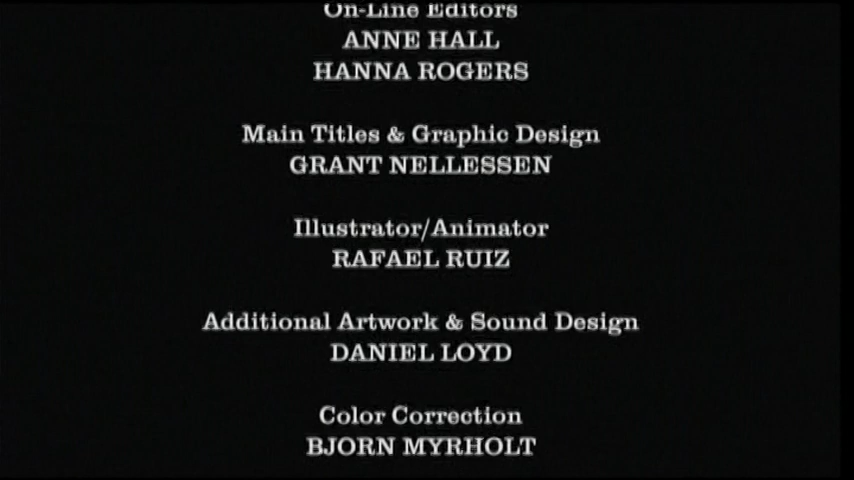 On-Line Editors
ANNE HALL
HANNA ROGERS
Main Titles & Graphic Design
GRANT NELLESSEN
Illustrator/Animator
RAFAEL RUIZ
Additional Artwork & Sound Design
DANIEL LOYD
Color Correction
BJORN MYRHOLT